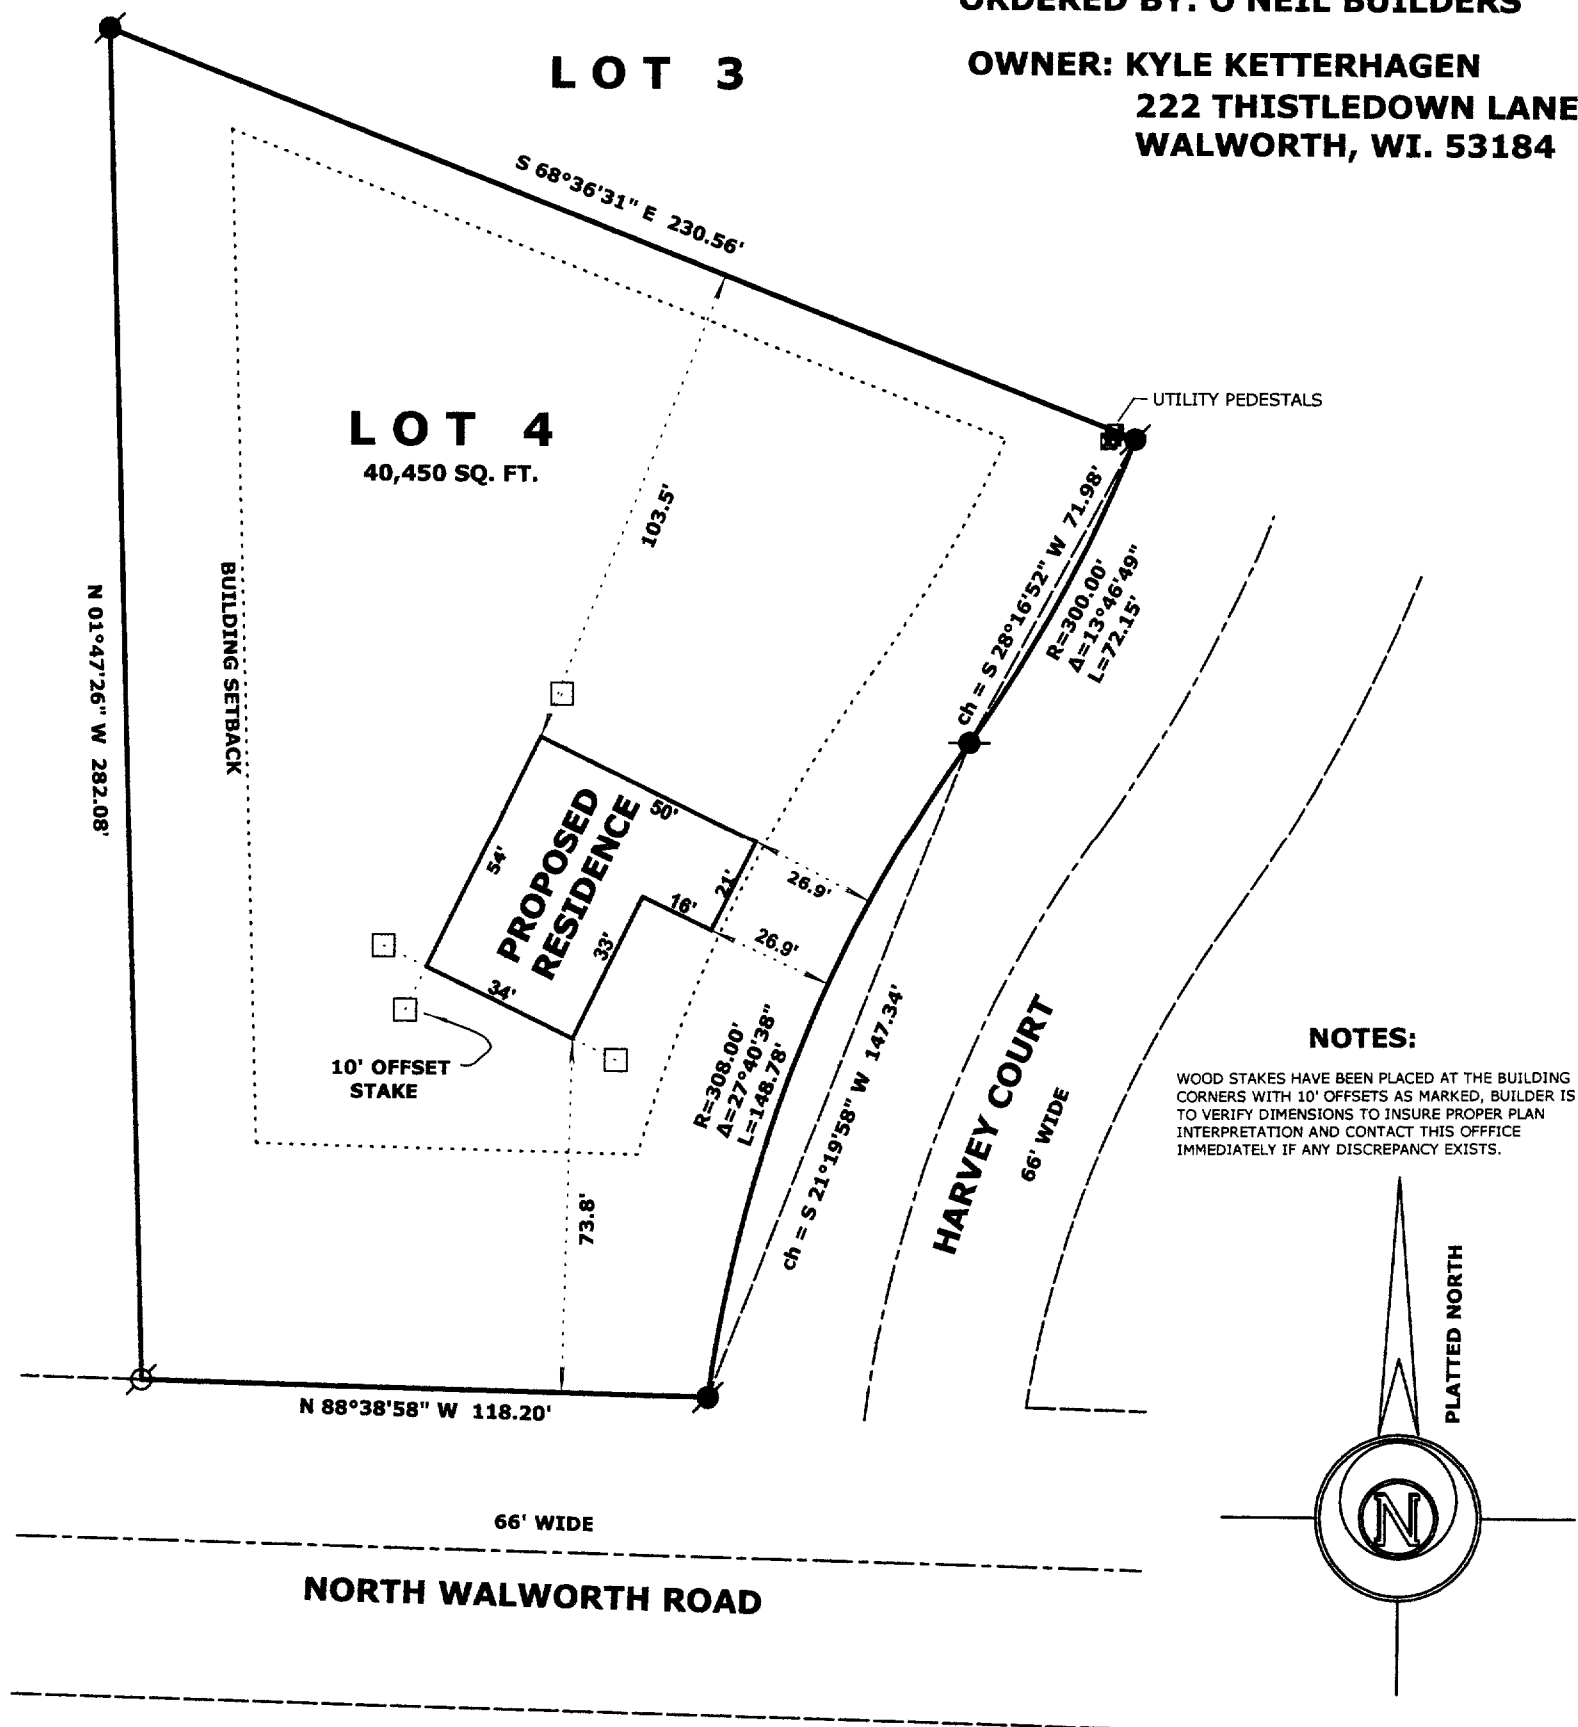 ORDERED BY: O'NEIL BUILDERS
OWNER: KYLE KETTERHAGEN
222 THISTLEDOWN LANE
WALWORTH, WI. 53184
LOT 3
S 68°36'31" E 230.56'
UTILITY PEDESTALS
LOT 4
40,450 SQ. FT.
103.5'
ch = S 28°16'52" W 71.98'
R=300.00'
Δ=13°46'49"
L=72.15'
N 01°47'26" W 282.08'
BUILDING SETBACK
50'
54'
PROPOSED
RESIDENCE
21'
16'
33'
34'
26.9'
26.9'
10' OFFSET
STAKE
R=308.00'
Δ=27°40'38"
L=148.78'
ch = S 21°19'58" W 147.34'
HARVEY COURT
66' WIDE
73.8'
NOTES:
WOOD STAKES HAVE BEEN PLACED AT THE BUILDING
CORNERS WITH 10' OFFSETS AS MARKED, BUILDER IS
TO VERIFY DIMENSIONS TO INSURE PROPER PLAN
INTERPRETATION AND CONTACT THIS OFFFICE
IMMEDIATELY IF ANY DISCREPANCY EXISTS.
PLATTED NORTH
N
N 88°38'58" W 118.20'
66' WIDE
NORTH WALWORTH ROAD